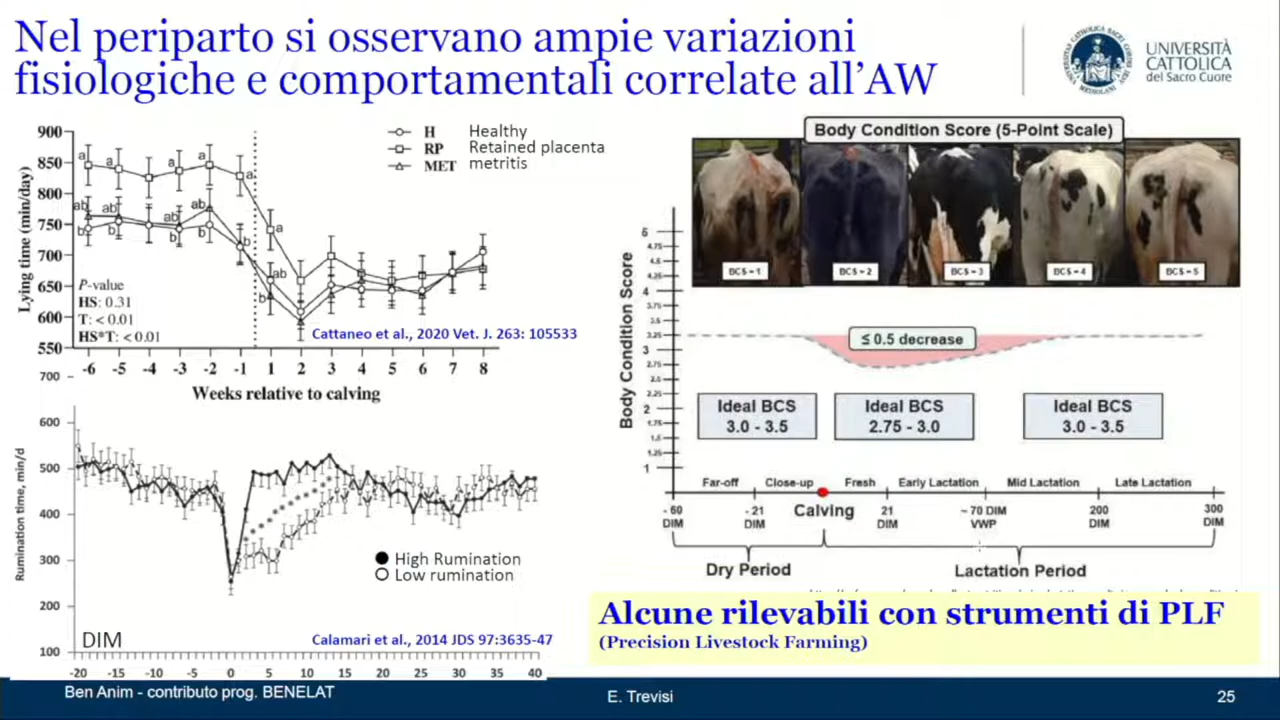 Nel periparto si osservano ampie variazioni
fisiologiche e comportamentali correlate all'AW
UNIVERSITÀ
CATTOLICA
del Sacro Cuore
900
850
800
750
700
650
600
550
Lying time (min/day)
H Healthy
RP Retained placenta
MET metritis
a a a a a a
ab ab ab
b b b b b
a
ab
b
P-value
HS: 0.31
T: < 0.01
HS*T: < 0.01
Cattaneo et al., 2020 Vet. J. 263: 105533
-6 -5 -4 -3 -2 -1 1 2 3 4 5 6 7 8
Weeks relative to calving
700
600
500
400
300
200
100
Rumination time, min/d
High Rumination
Low rumination
DIM
Calamari et al., 2014 JDS 97:3635-47
-20 -15 -10 -5 0 5 10 15 20 25 30 35 40
Body Condition Score (5-Point Scale)
BCS = 1 BCS = 2 BCS = 3 BCS = 4 BCS = 5
Body Condition Score
5
4.75
4.5
4.25
4
3.75
3.5
3.25
3
2.75
2.5
2.25
2
1.75
1.5
1.25
1
≤ 0.5 decrease
Ideal BCS
3.0 - 3.5
Ideal BCS
2.75 - 3.0
Ideal BCS
3.0 - 3.5
Far-off Close-up Fresh Early Lactation Mid Lactation Late Lactation
- 60
DIM
- 21
DIM
Calving
21
DIM
~ 70 DIM
VWP
200
DIM
300
DIM
Dry Period
Lactation Period
Alcune rilevabili con strumenti di PLF
(Precision Livestock Farming)
Ben Anim - contributo prog. BENELAT
E. Trevisi
25